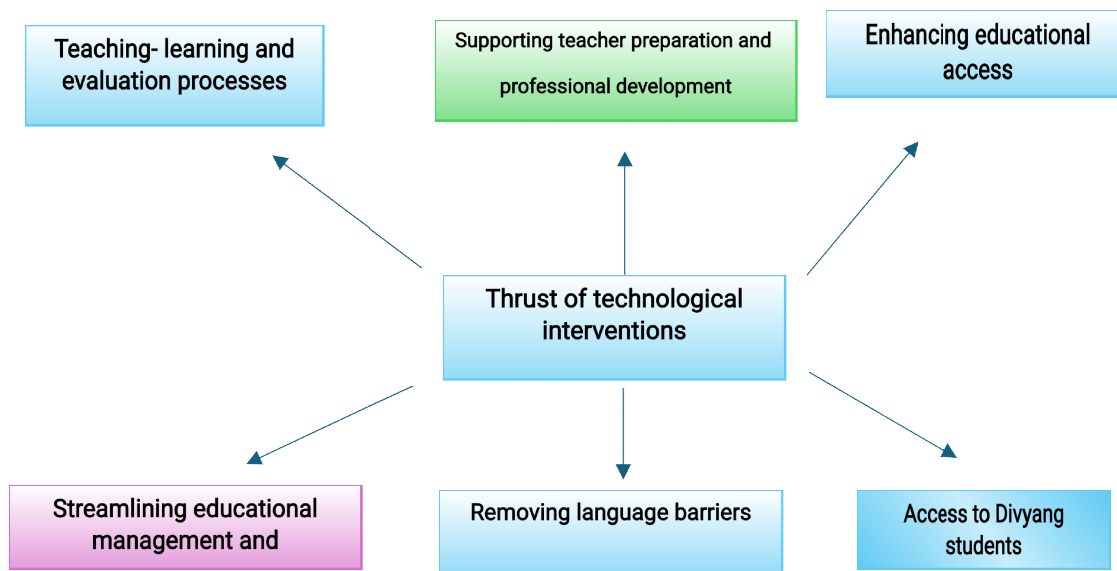 Teaching- learning and
evaluation processes
Supporting teacher preparation and
professional development
Enhancing educational
access
Thrust of technological
interventions
Streamlining educational
management and
Removing language barriers
Access to Divyang
students